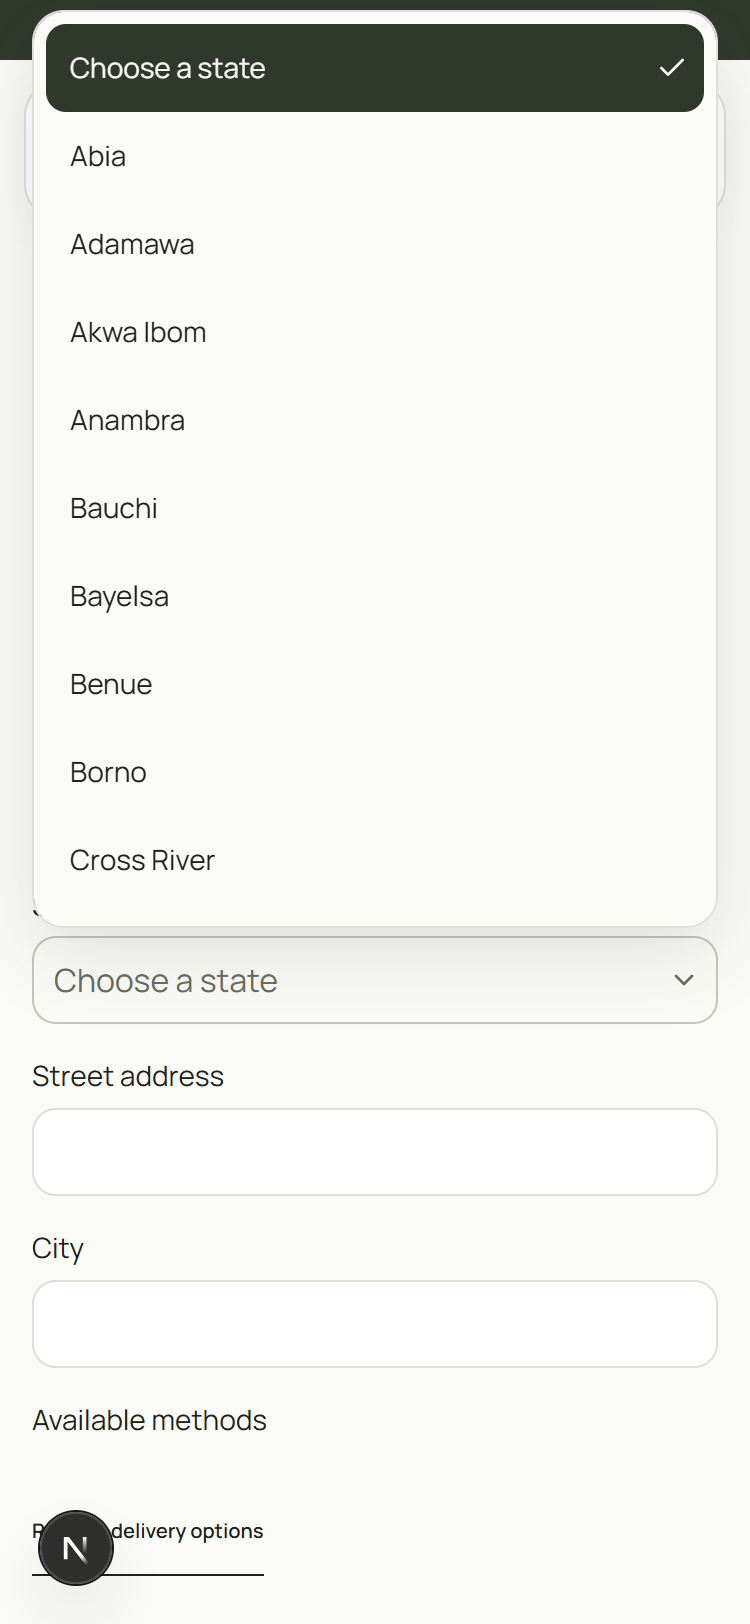 Choose a state
Abia
Adamawa
Akwa Ibom
Anambra
Bauchi
Bayelsa
Benue
Borno
Cross River
Choose a state
Street address
City
Available methods
delivery options
N